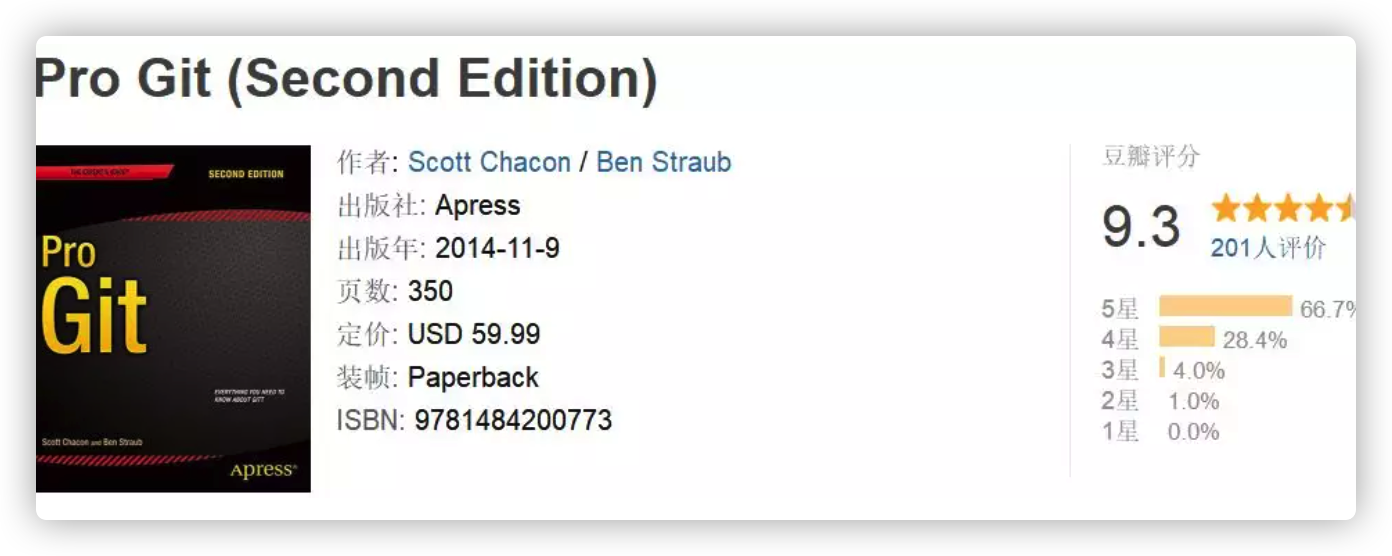 Pro Git (Second Edition)
THE EXPERT'S VOICE®
SECOND EDITION
Pro
Git
EVERYTHING YOU NEED TO
KNOW ABOUT GIT
Scott Chacon and Ben Straub
Apress®
作者: Scott Chacon / Ben Straub
出版社: Apress
出版年: 2014-11-9
页数: 350
定价: USD 59.99
装帧: Paperback
ISBN: 9781484200773
豆瓣评分
9.3
201人评价
5星 66.7%
4星 28.4%
3星 4.0%
2星 1.0%
1星 0.0%